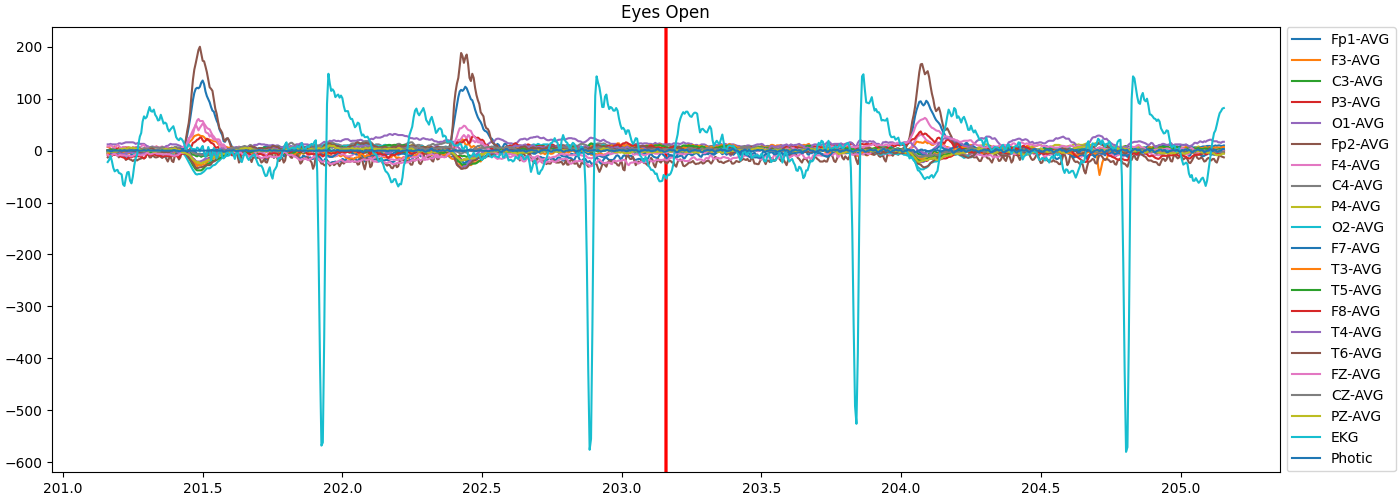 Eyes Open
200
100
0
−100
−200
−300
−400
−500
−600
201.0 201.5 202.0 202.5 203.0 203.5 204.0 204.5 205.0
Fp1-AVG
F3-AVG
C3-AVG
P3-AVG
O1-AVG
Fp2-AVG
F4-AVG
C4-AVG
P4-AVG
O2-AVG
F7-AVG
T3-AVG
T5-AVG
F8-AVG
T4-AVG
T6-AVG
FZ-AVG
CZ-AVG
PZ-AVG
EKG
Photic